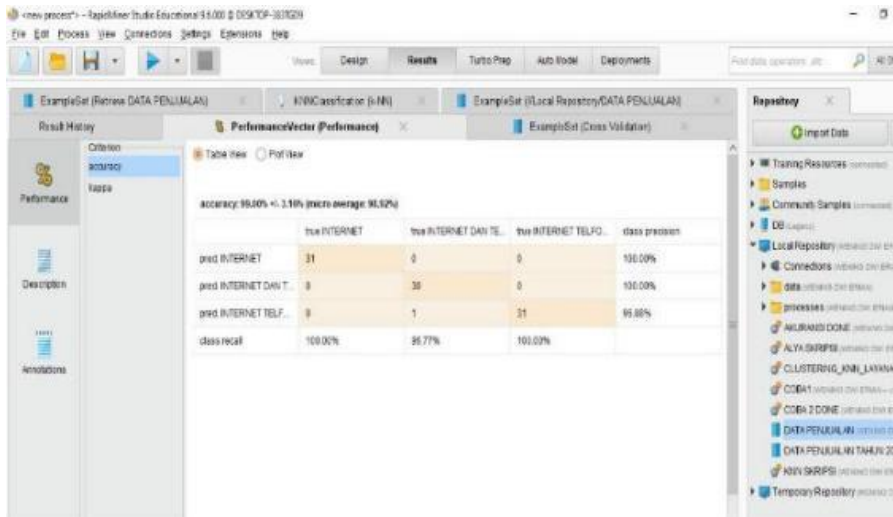 <new process*> – RapidMiner Studio Educational 9.6.000 @ DESKTOP-
File Edit Process View Connections Settings Extensions Help
Views: Design Results Turbo Prep Auto Model Deployments
ExampleSet (Retrieve DATA PENJUALAN)
KNNClassification (k-NN)
ExampleSet (//Local Repository/DATA PENJUALAN)
Result History
PerformanceVector (Performance)
ExampleSet (Cross Validation)
Performance
Description
Annotations
Criterion
accuracy
kappa
Table View Plot View
accuracy: 99.00% +/- 3.16% (micro average: 98.92%)
true INTERNET true INTERNET DAN TE... true INTERNET TELFO... class precision
pred. INTERNET 31 0 0 100.00%
pred. INTERNET DAN T... 0 30 0 100.00%
pred. INTERNET TELF... 0 1 31 96.88%
class recall 100.00% 96.77% 100.00%
Repository
Import Data
Training Resources
Samples
Community Samples
DB
Local Repository
Connections
data
processes
AKURANSI DONE
ALYA SKRIPSI
CLUSTERING_KNN_LAYANA
COBA1
COBA 2 DONE
DATA PENJUALAN
DATA PENJUALAN TAHUN 20
KNN SKRIPSI
Temporary Repository